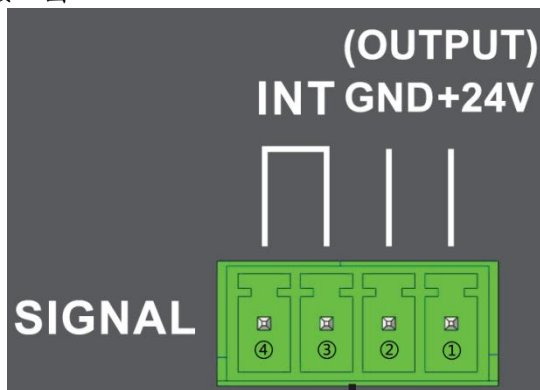 (OUTPUT)
INT GND+24V
SIGNAL
④ ③ ② ①